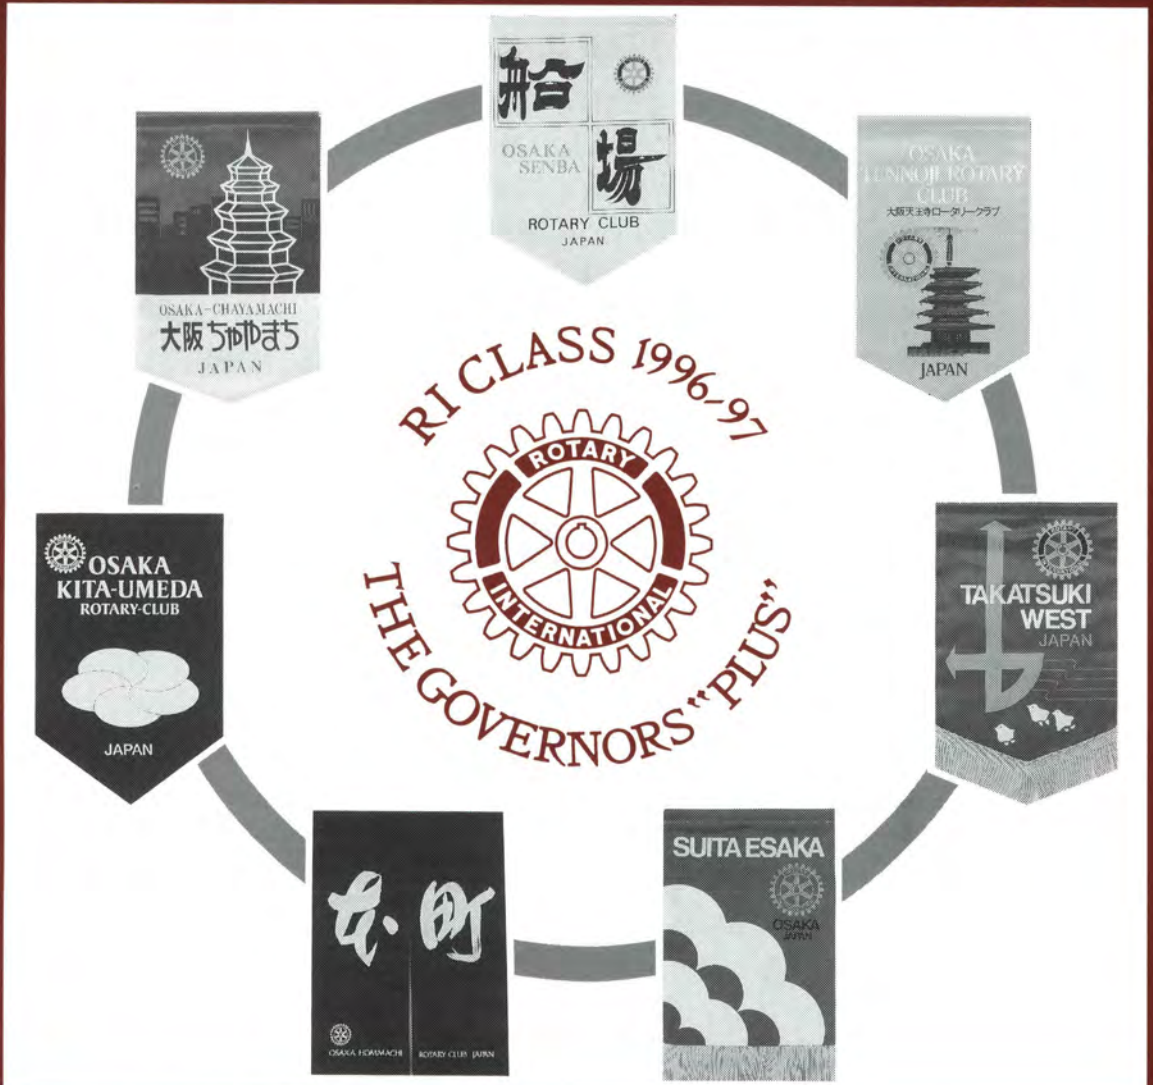 船
場
OSAKA
SENBA
ROTARY CLUB
JAPAN
OSAKA-CHAYAMACHI
大阪ちゃやまち
JAPAN
OSAKA
TENNOJI ROTARY
CLUB
大阪天王寺ロータリークラブ
JAPAN
RI CLASS 1996/97
ROTARY
INTERNATIONAL
THE GOVERNORS "PLUS"
OSAKA
KITA-UMEDA
ROTARY-CLUB
JAPAN
TAKATSUKI
WEST
JAPAN
本町
OSAKA HOMMACHI ROTARY CLUB JAPAN
SUITA ESAKA
OSAKA
JAPAN